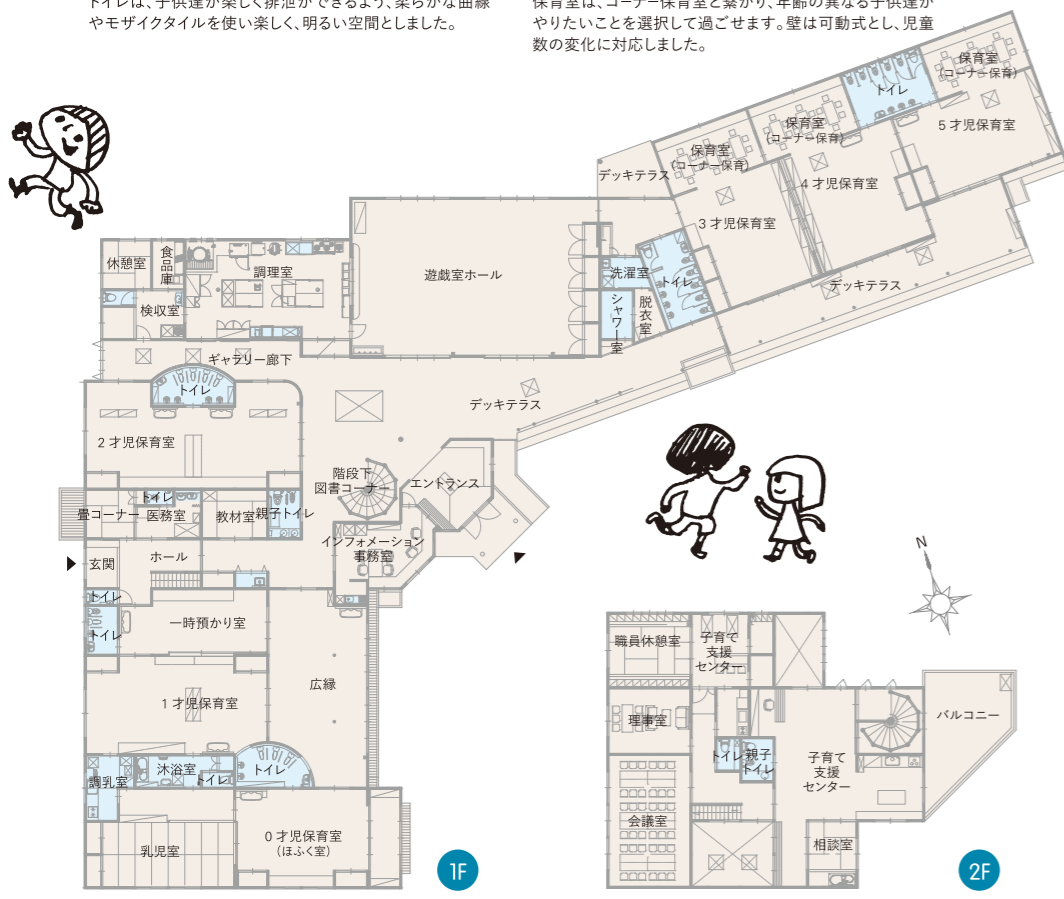 トイレは、子供達が楽しく排泄ができるよう、柔らかな曲線
やモザイクタイルを使い楽しく、明るい空間としました。
保育室は、コーナー保育室と繋がり、年齢の異なる子供達が
やりたいことを選択して過ごせます。壁は可動式とし、児童
数の変化に対応しました。
保育室
(コーナー保育)
トイレ
5才児保育室
保育室
(コーナー保育)
4才児保育室
保育室
(コーナー保育)
3才児保育室
デッキテラス
デッキテラス
休憩室
食品庫
調理室
検収室
遊戯室ホール
洗濯室
トイレ
シャワー室
脱衣室
ギャラリー廊下
トイレ
デッキテラス
2才児保育室
階段下
図書コーナー
エントランス
トイレ
畳コーナー
医務室
教材室
親子トイレ
インフォメーション
事務室
玄関
ホール
トイレ
トイレ
一時預かり室
広縁
1才児保育室
調乳室
沐浴室
トイレ
トイレ
乳児室
0才児保育室
(ほふく室)
1F
N
職員休憩室
子育て
支援
センター
理事室
バルコニー
トイレ
親子
トイレ
子育て
支援
センター
会議室
相談室
2F